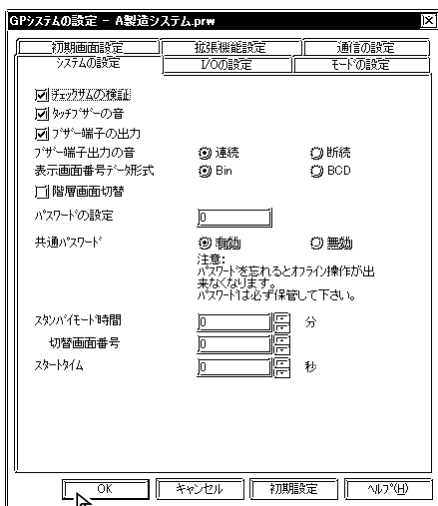 GPシステムの設定 - A製造システム.prw
初期画面設定 拡張機能設定 通信の設定
システムの設定 I/Oの設定 モードの設定
チェックサムの検証
タッチブザーの音
ブザー端子の出力
ブザー端子出力の音 連続 断続
表示画面番号データ形式 Bin BCD
階層画面切替
パスワードの設定 0
共通パスワード 有効 無効
注意:
パスワードを忘れるとオフライン操作が出
来なくなります。
パスワードは必ず保管して下さい。
スタンバイモード時間 0 分
切替画面番号 0
スタートタイム 0 秒
OK キャンセル 初期設定 ヘルプ(H)